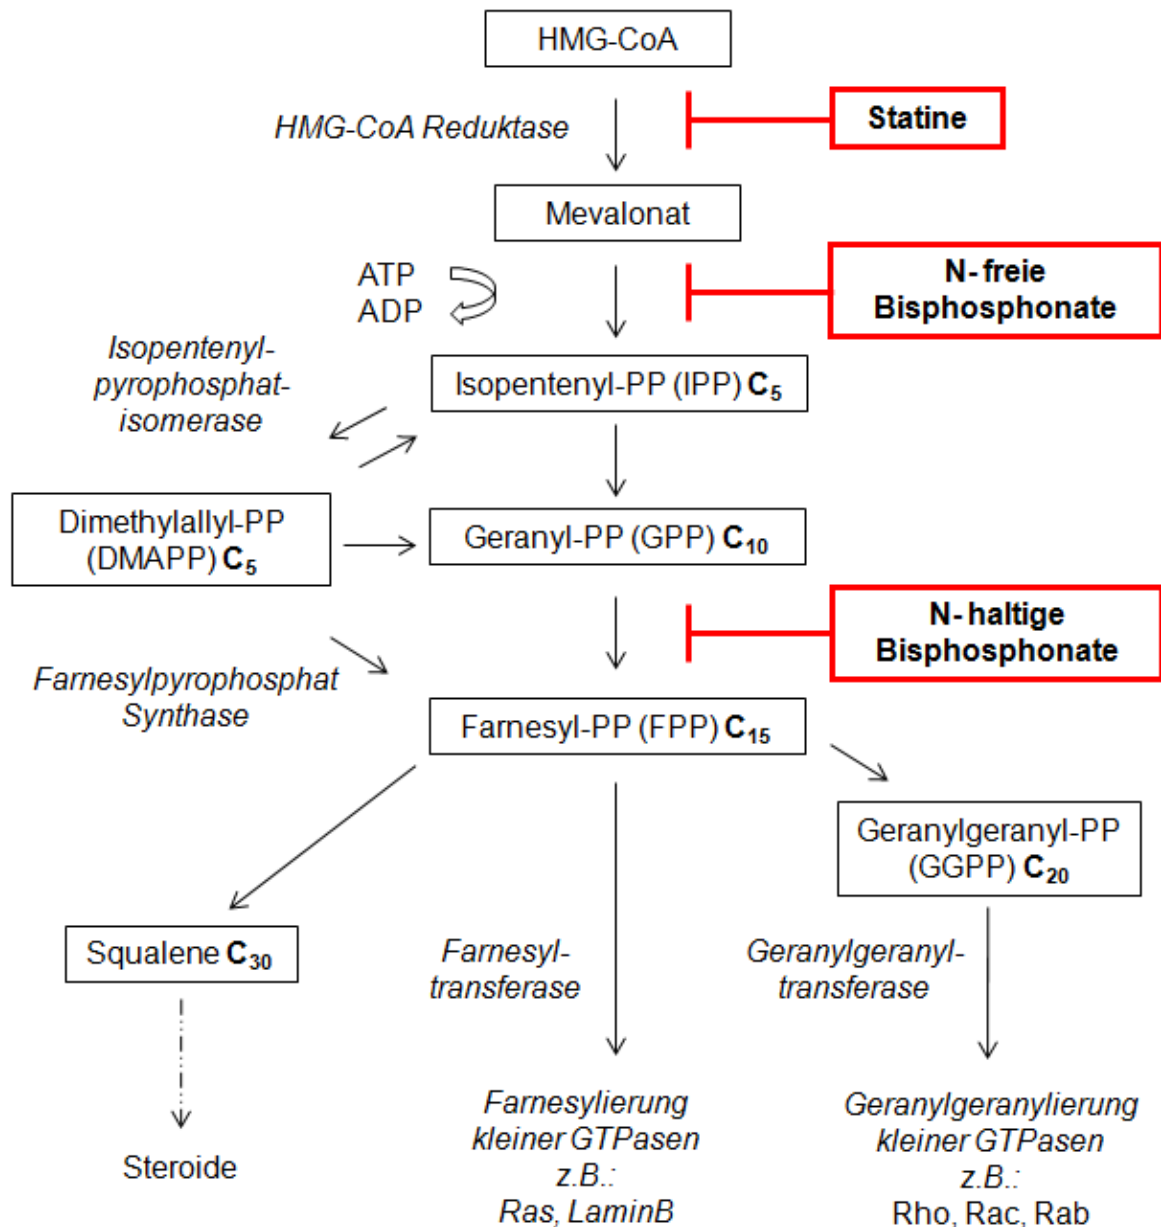 HMG-CoA
HMG-CoA Reduktase
Statine
Mevalonat
ATP
ADP
N- freie
Bisphosphonate
Isopentenyl-
pyrophosphat-
isomerase
Isopentenyl-PP (IPP) C5
Dimethylallyl-PP
(DMAPP) C5
Geranyl-PP (GPP) C10
N- haltige
Bisphosphonate
Farnesylpyrophosphat
Synthase
Farnesyl-PP (FPP) C15
Geranylgeranyl-PP
(GGPP) C20
Squalene C30
Farnesyl-
transferase
Geranylgeranyl-
transferase
Steroide
Farnesylierung
kleiner GTPasen
z.B.:
Ras, LaminB
Geranylgeranylierung
kleiner GTPasen
z.B.:
Rho, Rac, Rab